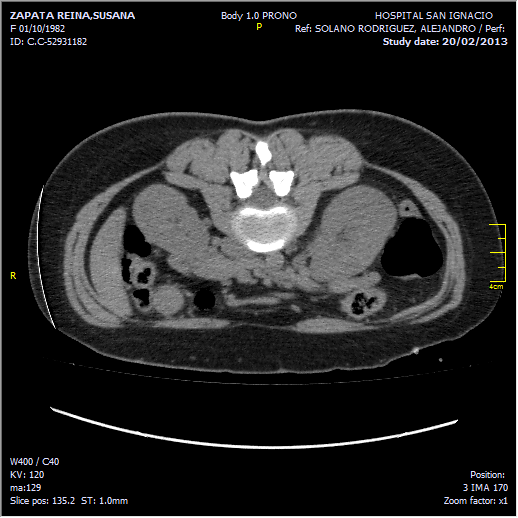 ZAPATA REINA,SUSANA
F 01/10/1982
ID: C.C-52931182
Body 1.0 PRONO
P
HOSPITAL SAN IGNACIO
Ref: SOLANO RODRIGUEZ, ALEJANDRO / Perf:
Study date: 20/02/2013
R
4cm
W400 / C40
KV: 120
ma:129
Slice pos: 135.2 ST: 1.0mm
Position:
3 IMA 170
Zoom factor: x1